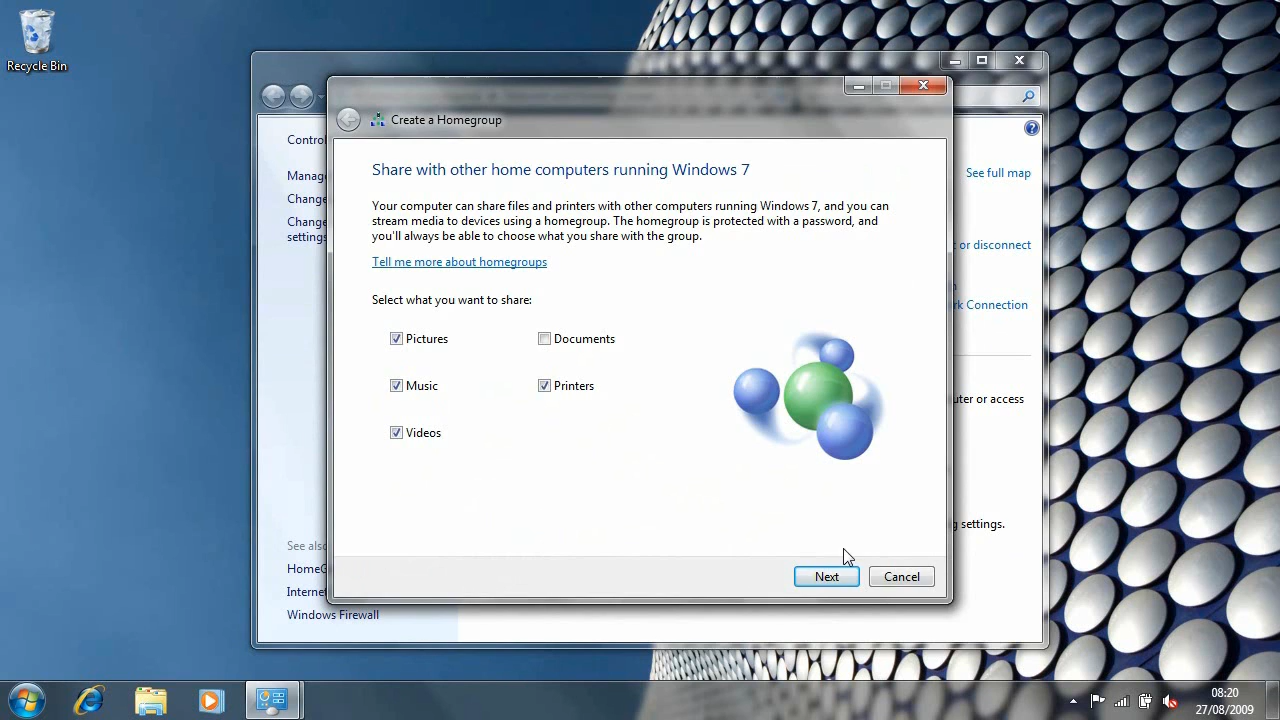 Recycle Bin
Create a Homegroup
Share with other home computers running Windows 7
Your computer can share files and printers with other computers running Windows 7, and you can
stream media to devices using a homegroup. The homegroup is protected with a password, and
you'll always be able to choose what you share with the group.
Tell me more about homegroups
Select what you want to share:
Pictures
Documents
Music
Printers
Videos
Next
Cancel
Contro
Manage
Change
Change
settings
See also
HomeG
Interne
Windows Firewall
See full map
t or disconnect
rk Connection
uter or access
g settings.
08:20
27/08/2009